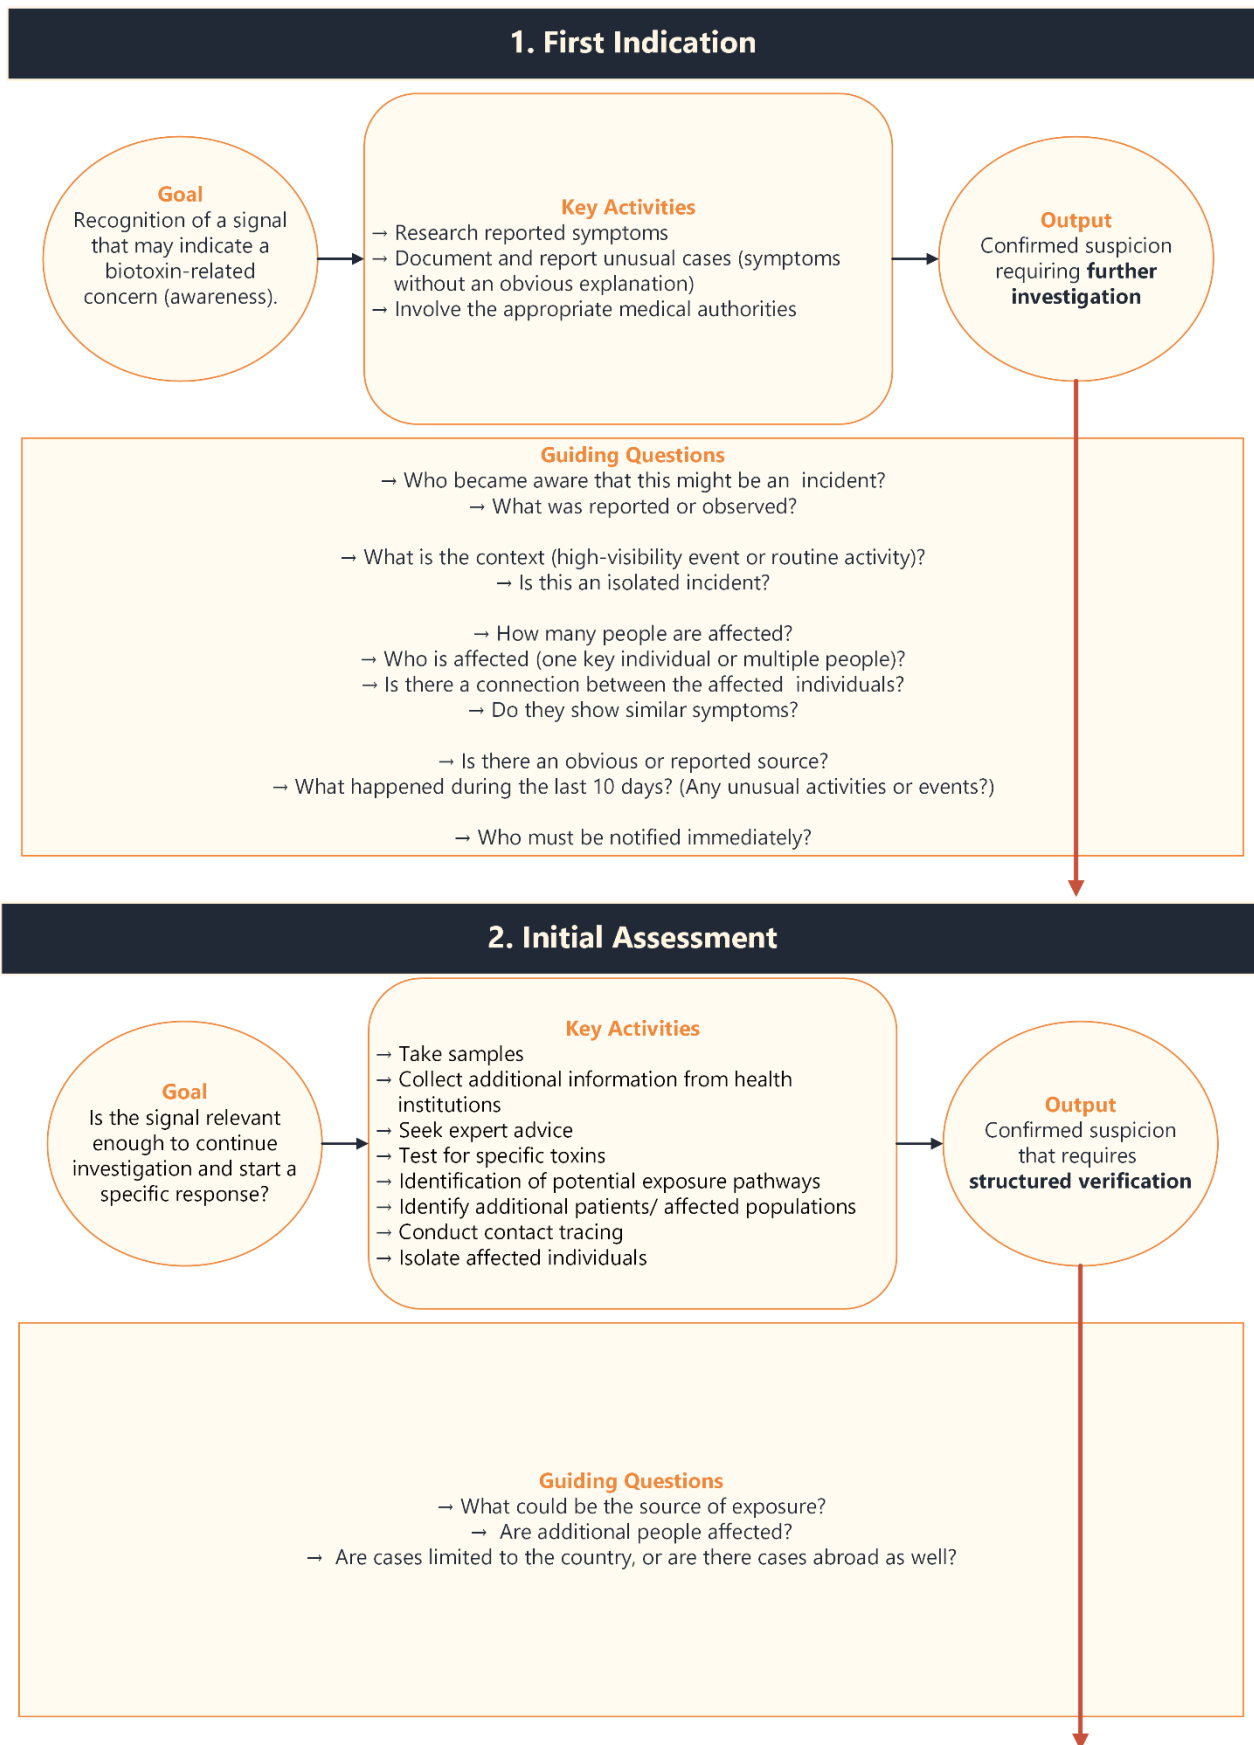 1. First Indication
Goal
Recognition of a signal
that may indicate a
biotoxin-related
concern (awareness).
Key Activities
→ Research reported symptoms
→ Document and report unusual cases (symptoms
without an obvious explanation)
→ Involve the appropriate medical authorities
Output
Confirmed suspicion
requiring further
investigation
Guiding Questions
→ Who became aware that this might be an  incident?
→ What was reported or observed?
→ What is the context (high-visibility event or routine activity)?
→ Is this an isolated incident?
→ How many people are affected?
→ Who is affected (one key individual or multiple people)?
→ Is there a connection between the affected  individuals?
→ Do they show similar symptoms?
→ Is there an obvious or reported source?
→ What happened during the last 10 days? (Any unusual activities or events?)
→ Who must be notified immediately?
2. Initial Assessment
Goal
Is the signal relevant
enough to continue
investigation and start a
specific response?
Key Activities
→ Take samples
→ Collect additional information from health
institutions
→ Seek expert advice
→ Test for specific toxins
→ Identification of potential exposure pathways
→ Identify additional patients/ affected populations
→ Conduct contact tracing
→ Isolate affected individuals
Output
Confirmed suspicion
that requires
structured verification
Guiding Questions
→ What could be the source of exposure?
→  Are additional people affected?
→  Are cases limited to the country, or are there cases abroad as well?